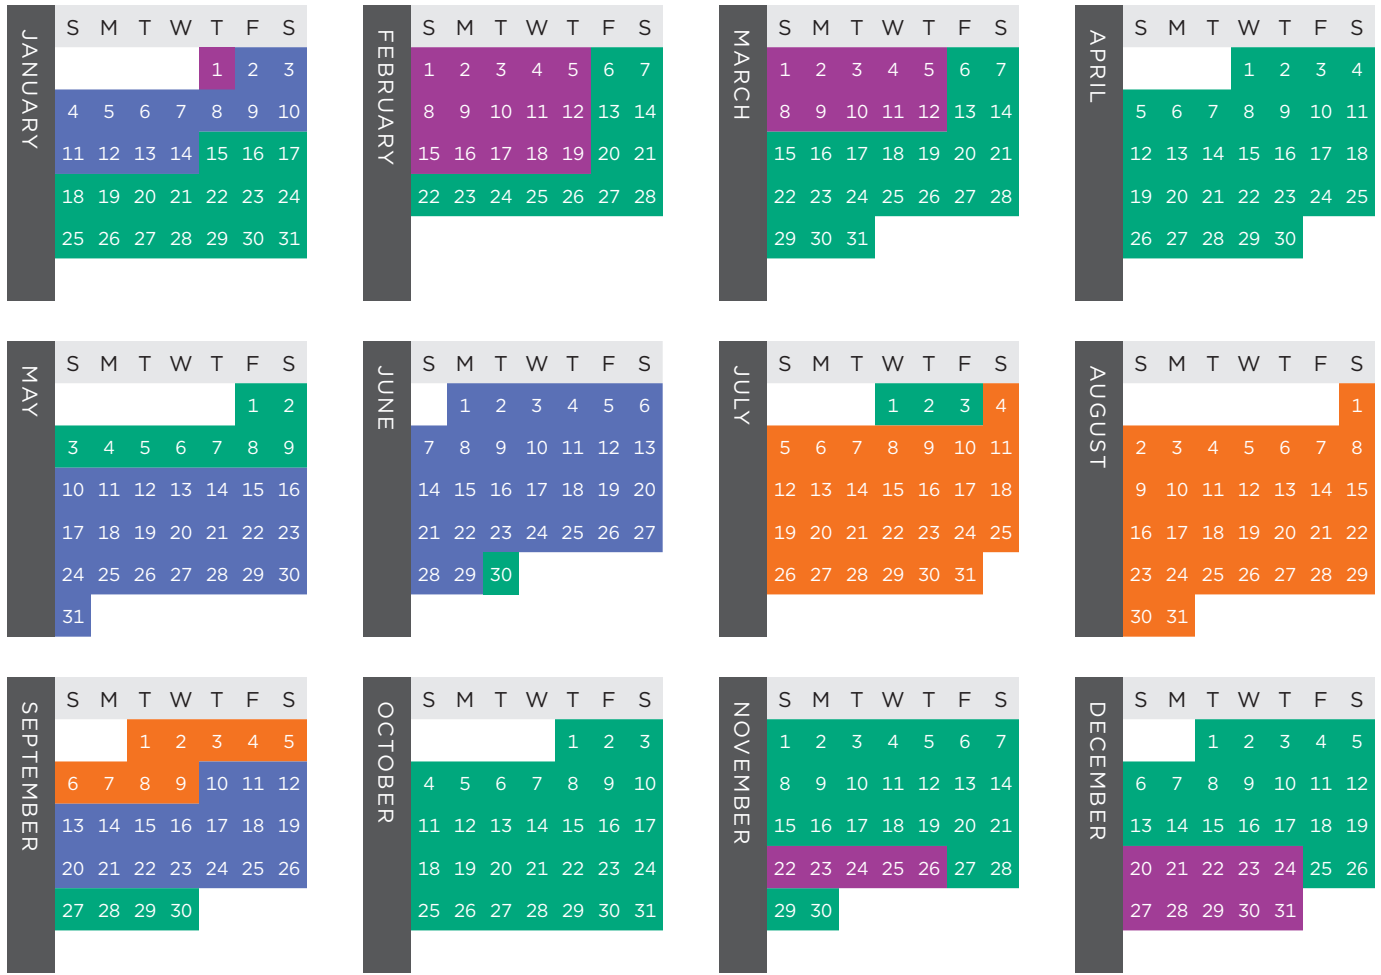 JANUARY
S M T W T F S
1 2 3
4 5 6 7 8 9 10
11 12 13 14 15 16 17
18 19 20 21 22 23 24
25 26 27 28 29 30 31
FEBRUARY
S M T W T F S
1 2 3 4 5 6 7
8 9 10 11 12 13 14
15 16 17 18 19 20 21
22 23 24 25 26 27 28
MARCH
S M T W T F S
1 2 3 4 5 6 7
8 9 10 11 12 13 14
15 16 17 18 19 20 21
22 23 24 25 26 27 28
29 30 31
APRIL
S M T W T F S
1 2 3 4
5 6 7 8 9 10 11
12 13 14 15 16 17 18
19 20 21 22 23 24 25
26 27 28 29 30
MAY
S M T W T F S
1 2
3 4 5 6 7 8 9
10 11 12 13 14 15 16
17 18 19 20 21 22 23
24 25 26 27 28 29 30
31
JUNE
S M T W T F S
1 2 3 4 5 6
7 8 9 10 11 12 13
14 15 16 17 18 19 20
21 22 23 24 25 26 27
28 29 30
JULY
S M T W T F S
1 2 3 4
5 6 7 8 9 10 11
12 13 14 15 16 17 18
19 20 21 22 23 24 25
26 27 28 29 30 31
AUGUST
S M T W T F S
1
2 3 4 5 6 7 8
9 10 11 12 13 14 15
16 17 18 19 20 21 22
23 24 25 26 27 28 29
30 31
SEPTEMBER
S M T W T F S
1 2 3 4 5
6 7 8 9 10 11 12
13 14 15 16 17 18 19
20 21 22 23 24 25 26
27 28 29 30
OCTOBER
S M T W T F S
1 2 3
4 5 6 7 8 9 10
11 12 13 14 15 16 17
18 19 20 21 22 23 24
25 26 27 28 29 30 31
NOVEMBER
S M T W T F S
1 2 3 4 5 6 7
8 9 10 11 12 13 14
15 16 17 18 19 20 21
22 23 24 25 26 27 28
29 30
DECEMBER
S M T W T F S
1 2 3 4 5
6 7 8 9 10 11 12
13 14 15 16 17 18 19
20 21 22 23 24 25 26
27 28 29 30 31